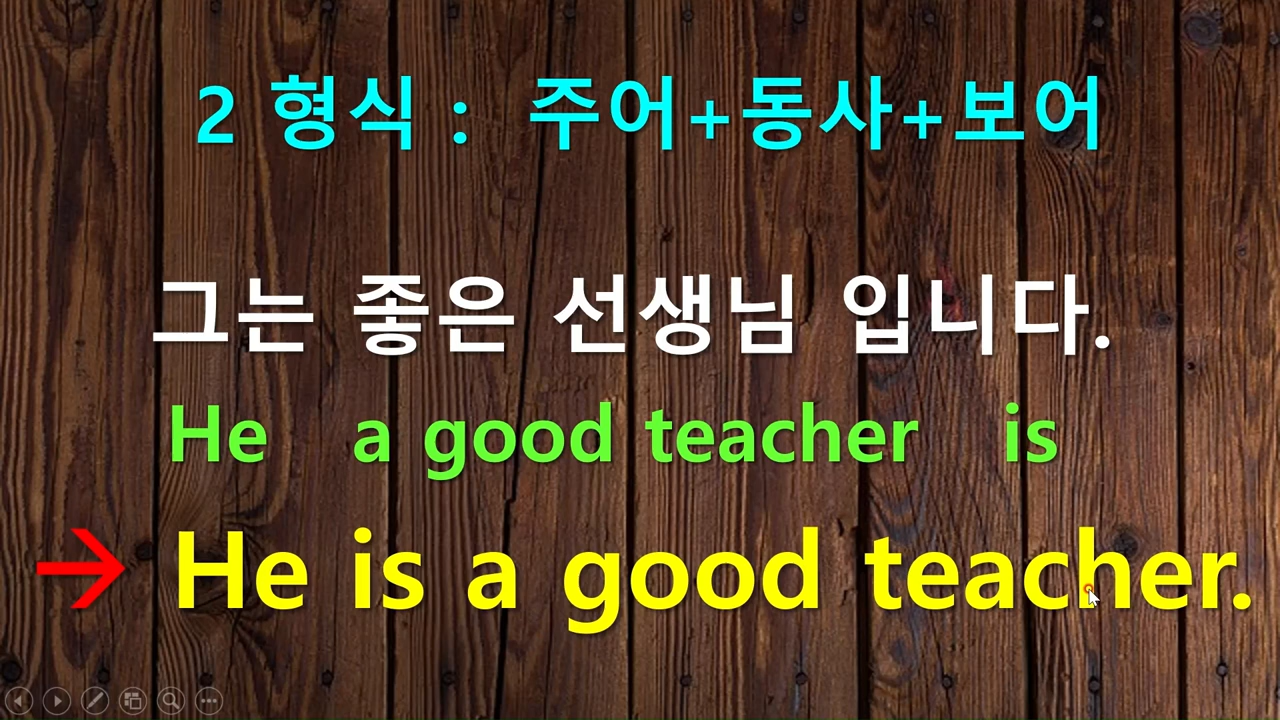 2 형식 : 주어+동사+보어
그는 좋은 선생님 입니다.
He a good teacher is
→ He is a good teacher.